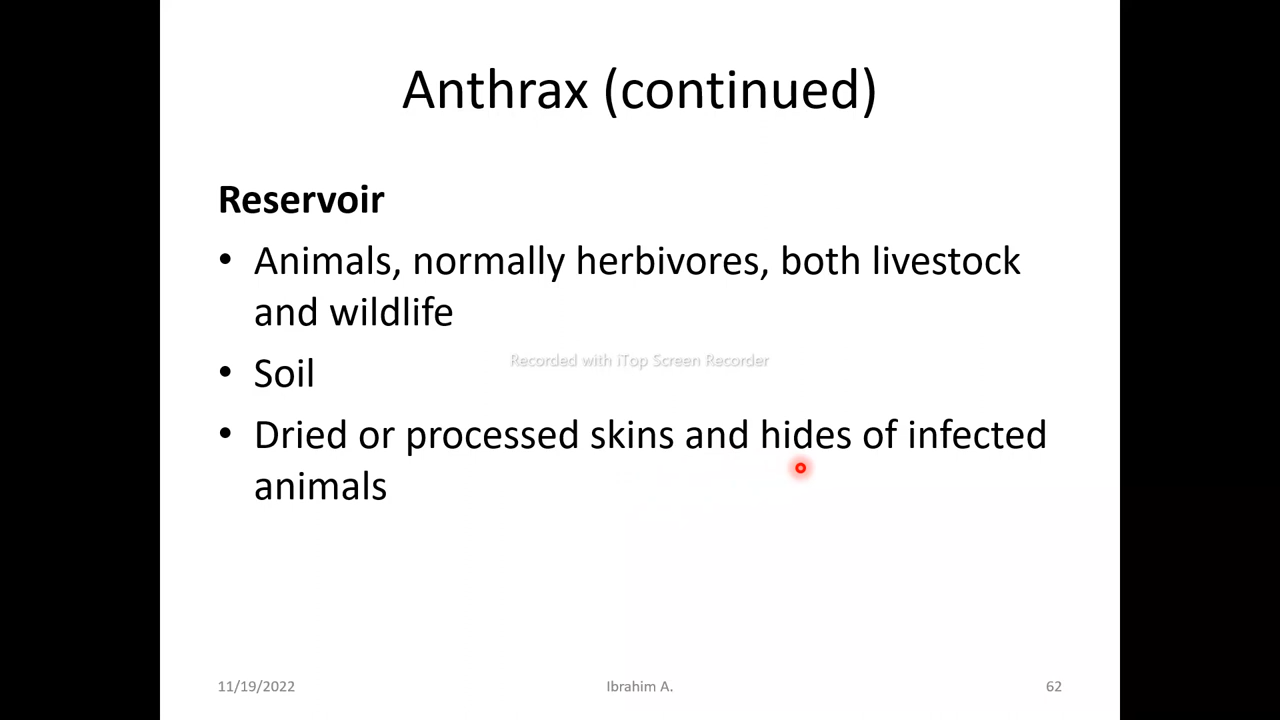 Anthrax (continued)
Reservoir
• Animals, normally herbivores, both livestock
and wildlife
Recorded with iTop Screen Recorder
• Soil
• Dried or processed skins and hides of infected
animals
11/19/2022 Ibrahim A. 62